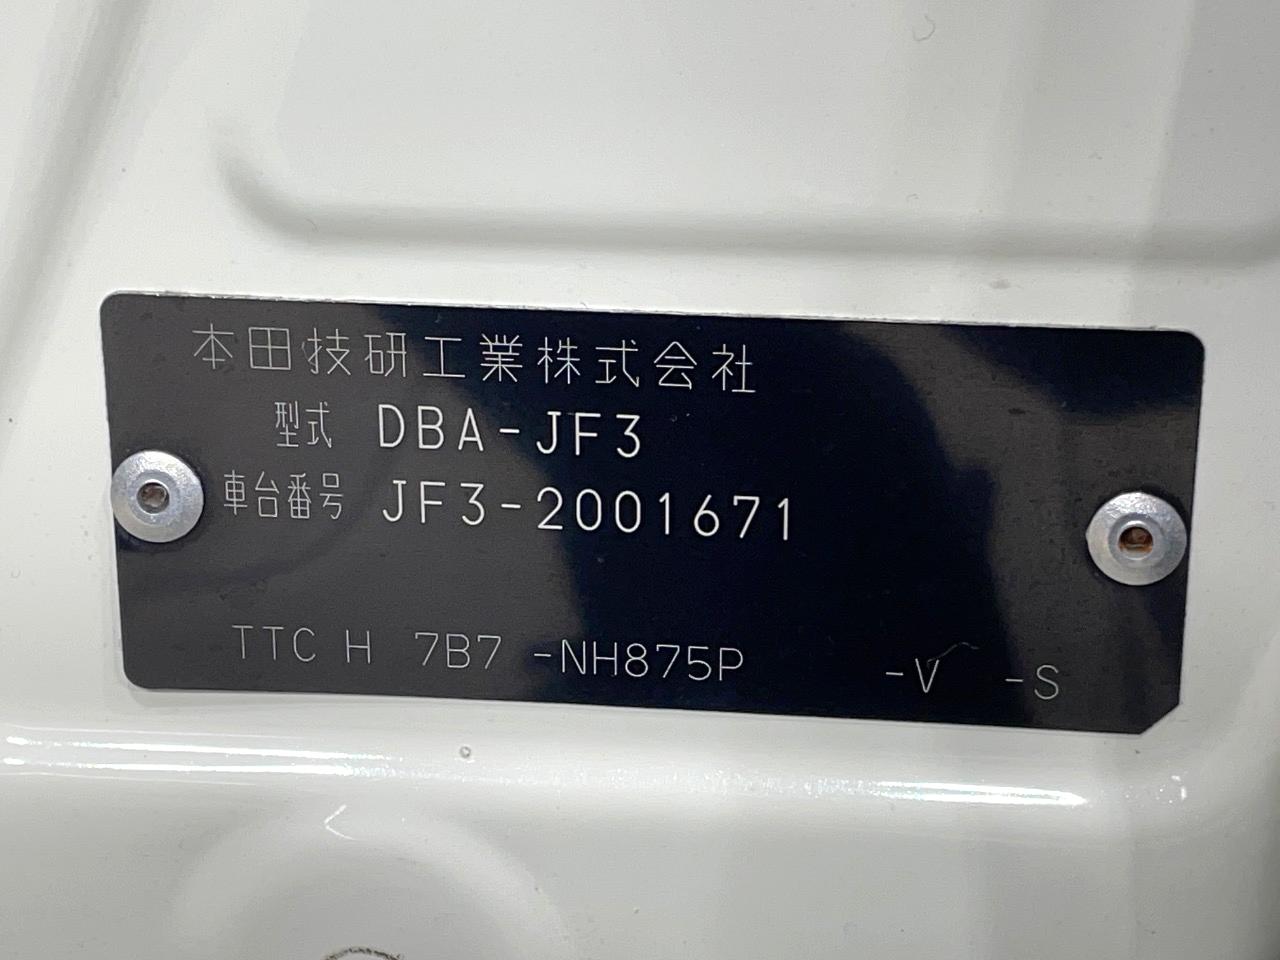 本田技研工業株式会社
型式 DBA-JF3
車台番号 JF3-2001671
TTC H 7B7 -NH875P -V -S